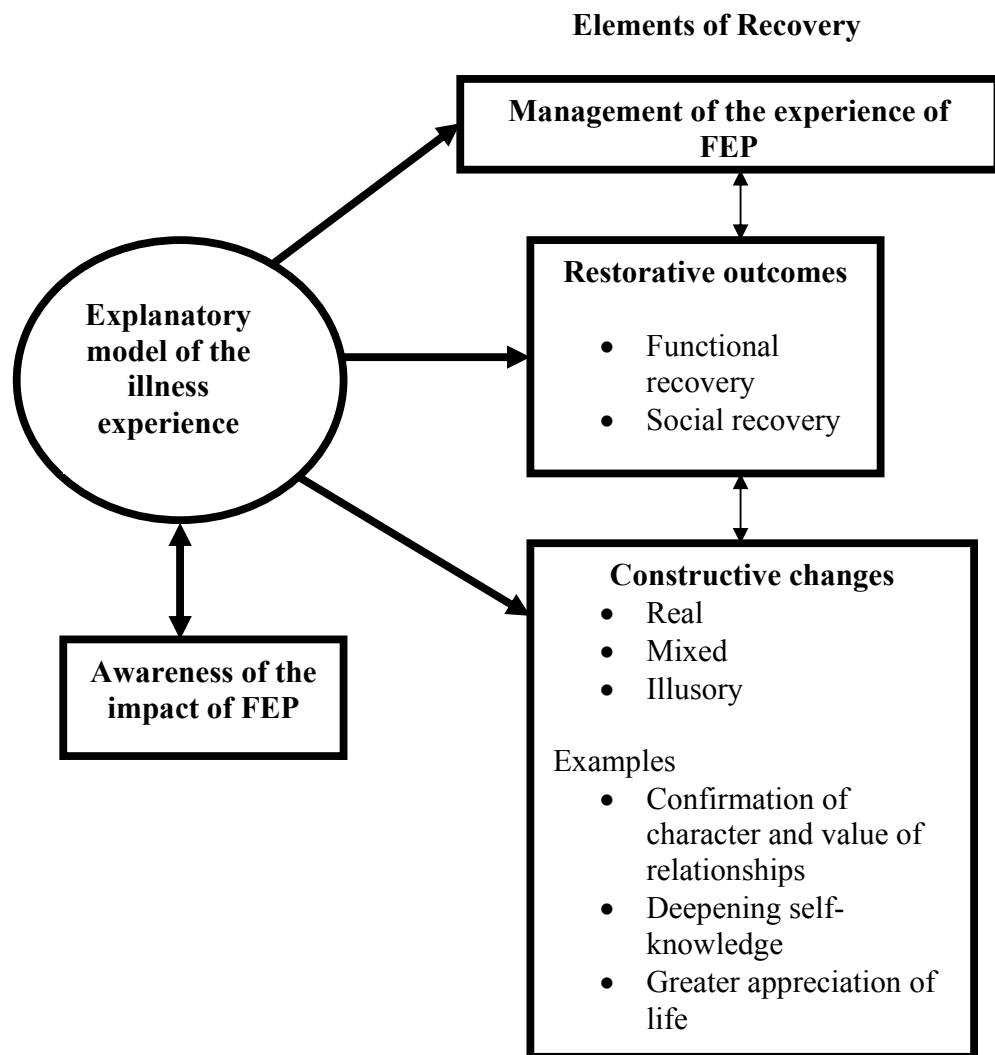 Elements of Recovery
Management of the experience of
FEP
Explanatory
model of the
illness
experience
Restorative outcomes
• Functional
recovery
• Social recovery
Awareness of the
impact of FEP
Constructive changes
• Real
• Mixed
• Illusory
Examples
• Confirmation of
character and value of
relationships
• Deepening self-
knowledge
• Greater appreciation of
life